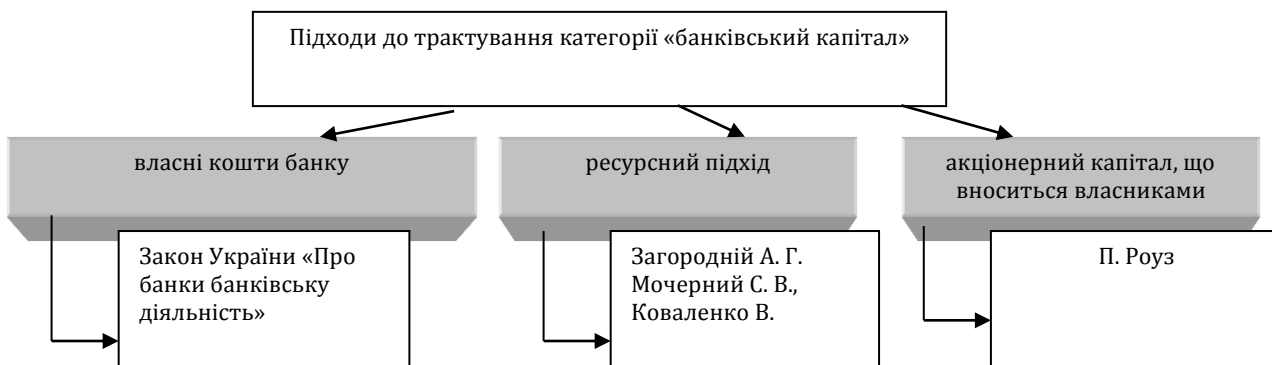 Підходи до трактування категорії «банківський капітал»
власні кошти банку
ресурсний підхід
акціонерний капітал, що
вноситься власниками
Закон України «Про
банки банківську
діяльність»
Загородній А. Г.
Мочерний С. В.,
Коваленко В.
П. Роуз